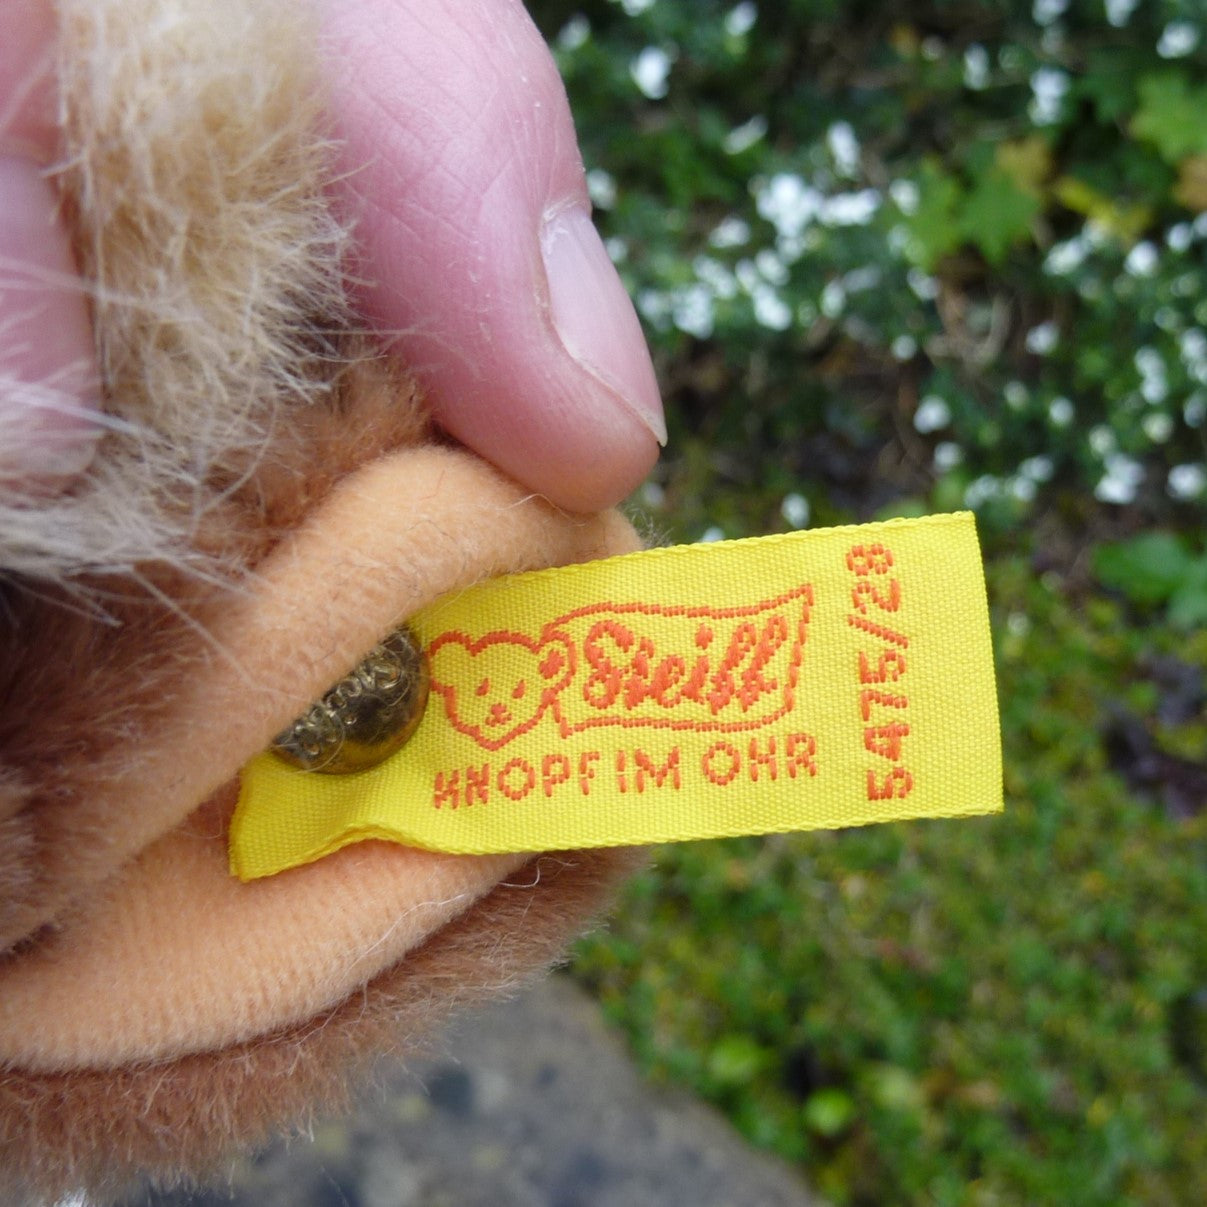 Steiff
KNOPF IM OHR
5475/28